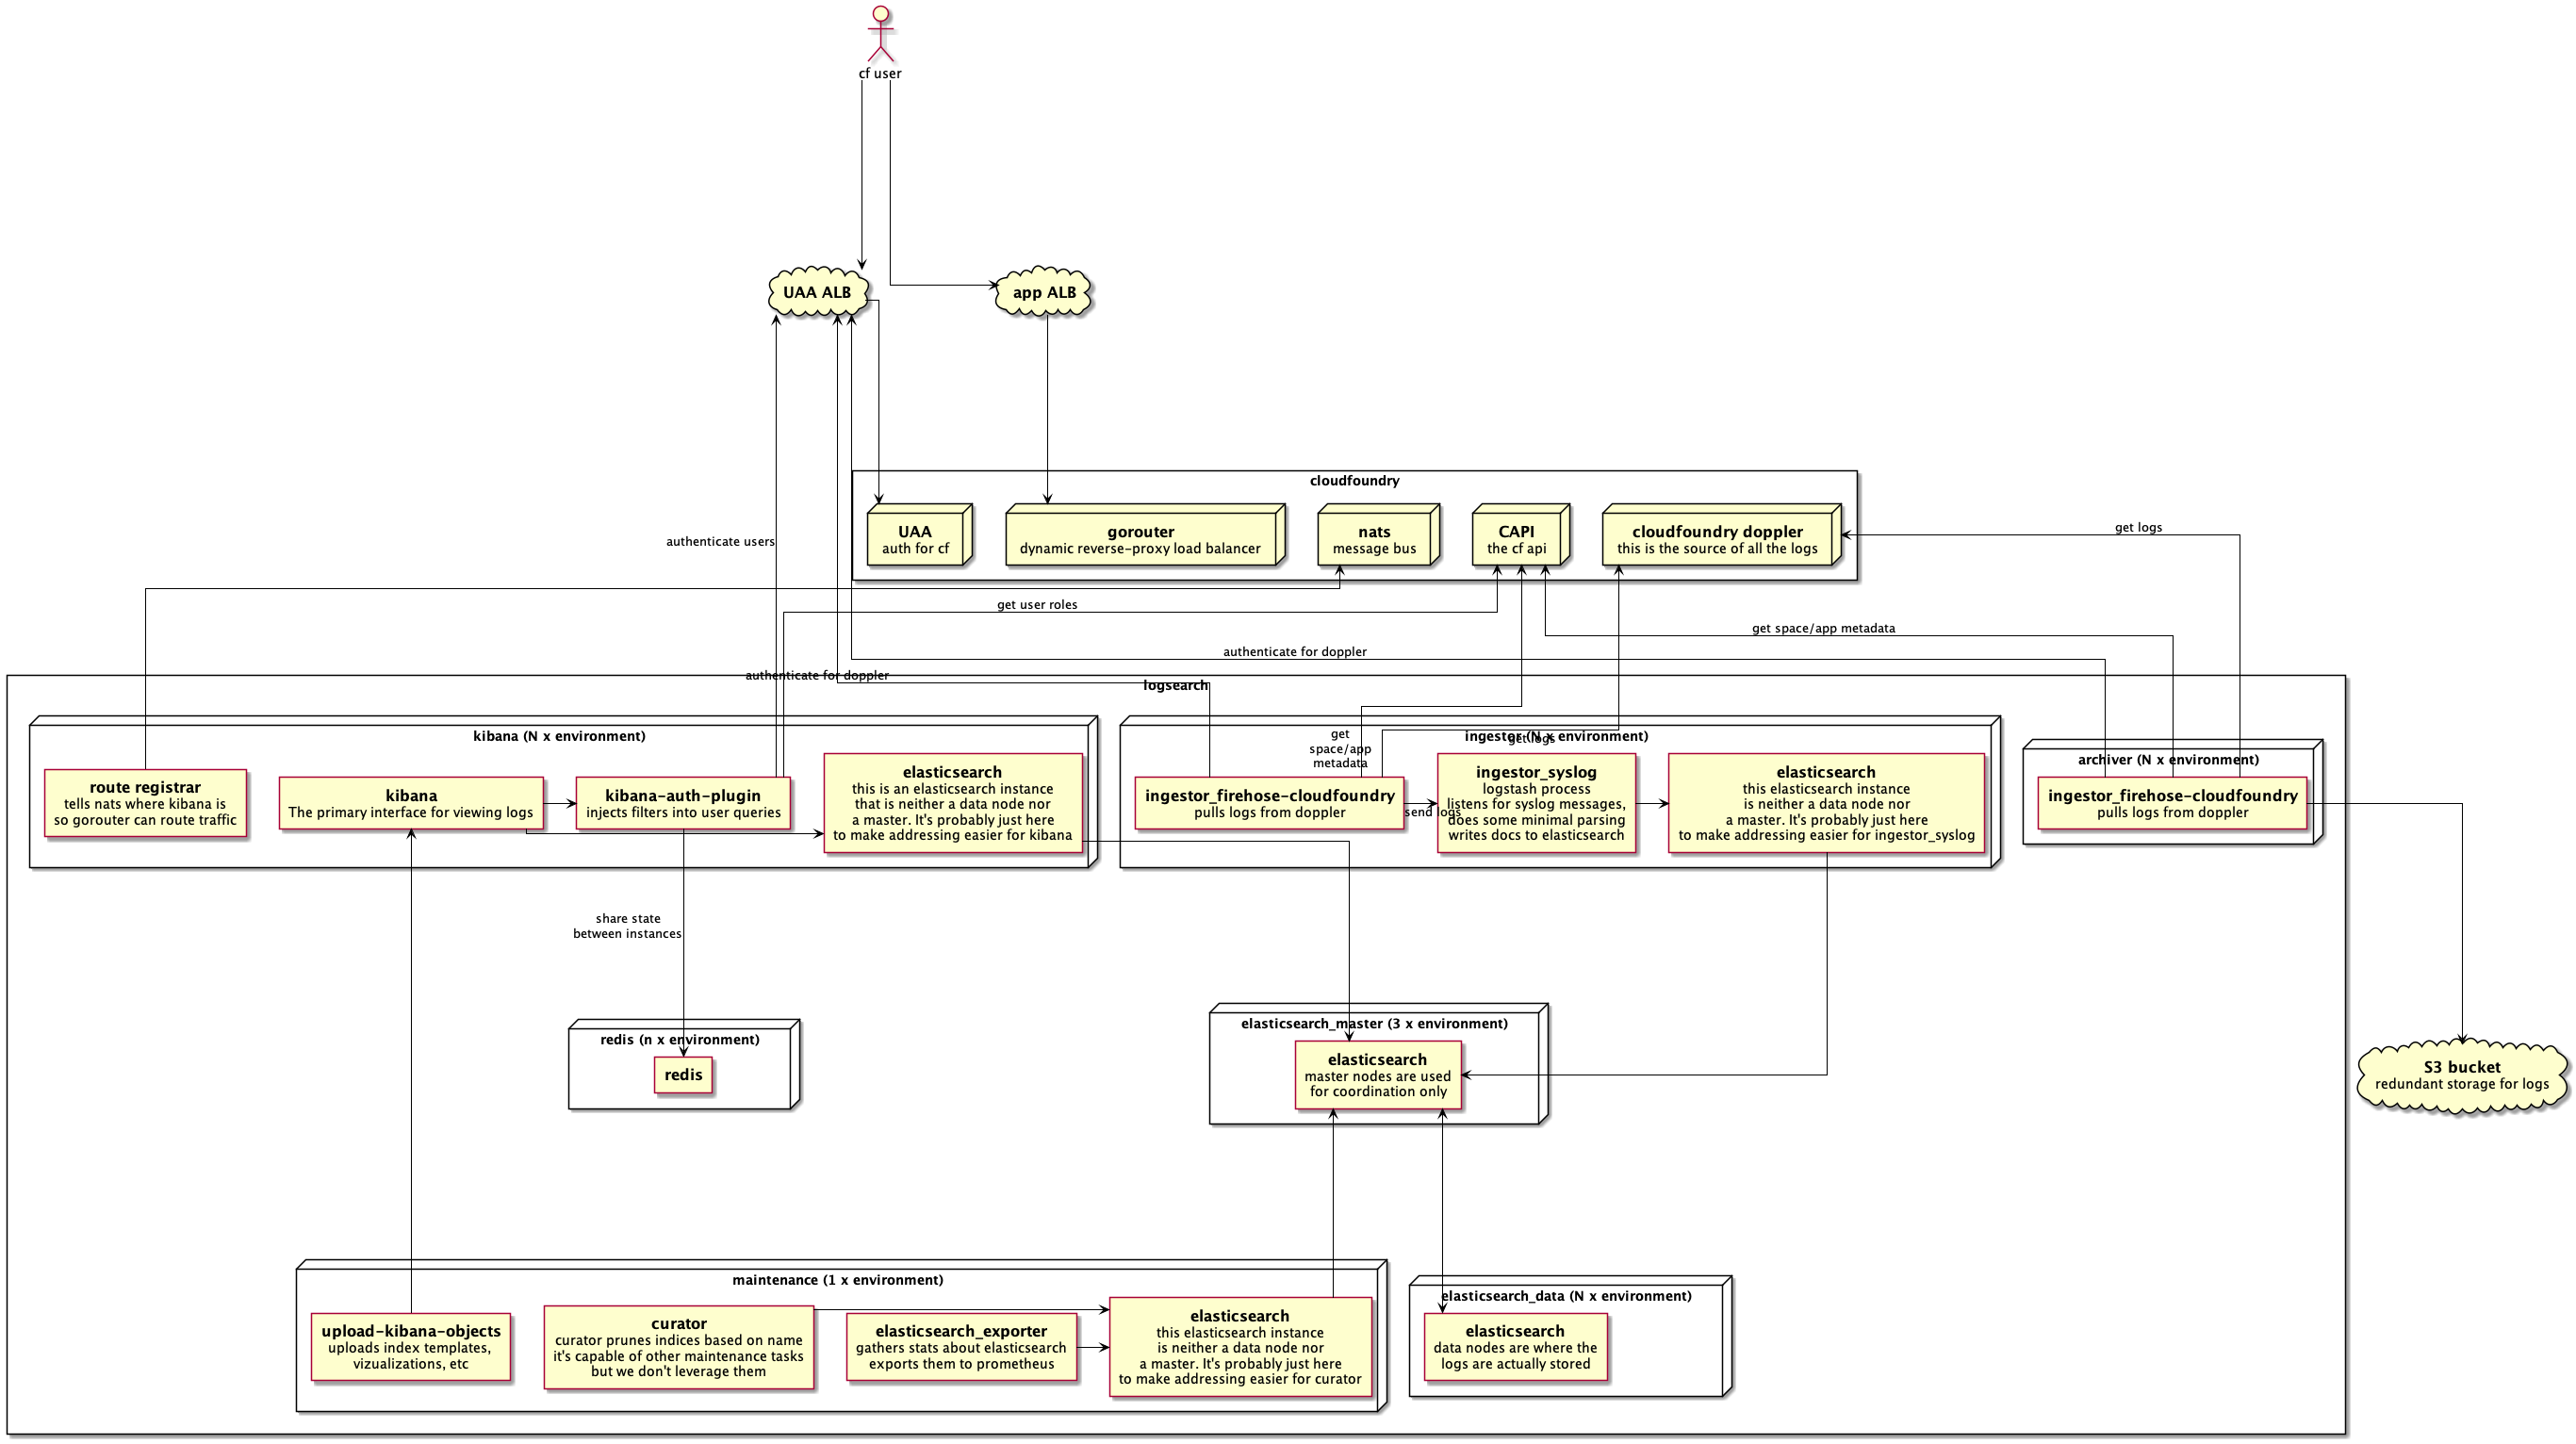 cf user
UAA ALB
app ALB
cloudfoundry
UAA
auth for cf
gorouter
dynamic reverse-proxy load balancer
nats
message bus
CAPI
the cf api
cloudfoundry doppler
this is the source of all the logs
get logs
authenticate users
get user roles
get space/app metadata
authenticate for doppler
authenticate for doppler
logsearch
kibana (N x environment)
route registrar
tells nats where kibana is
so gorouter can route traffic
kibana
The primary interface for viewing logs
kibana-auth-plugin
injects filters into user queries
elasticsearch
this is an elasticsearch instance
that is neither a data node nor
a master. It's probably just here
to make addressing easier for kibana
ingestor (N x environment)
get
space/app
metadata
get logs
ingestor_firehose-cloudfoundry
pulls logs from doppler
send logs
ingestor_syslog
logstash process
listens for syslog messages,
does some minimal parsing
writes docs to elasticsearch
elasticsearch
this elasticsearch instance
is neither a data node nor
a master. It's probably just here
to make addressing easier for ingestor_syslog
archiver (N x environment)
ingestor_firehose-cloudfoundry
pulls logs from doppler
share state
between instances
redis (n x environment)
redis
elasticsearch_master (3 x environment)
elasticsearch
master nodes are used
for coordination only
S3 bucket
redundant storage for logs
maintenance (1 x environment)
upload-kibana-objects
uploads index templates,
vizualizations, etc
curator
curator prunes indices based on name
it's capable of other maintenance tasks
but we don't leverage them
elasticsearch_exporter
gathers stats about elasticsearch
exports them to prometheus
elasticsearch
this elasticsearch instance
is neither a data node nor
a master. It's probably just here
to make addressing easier for curator
elasticsearch_data (N x environment)
elasticsearch
data nodes are where the
logs are actually stored